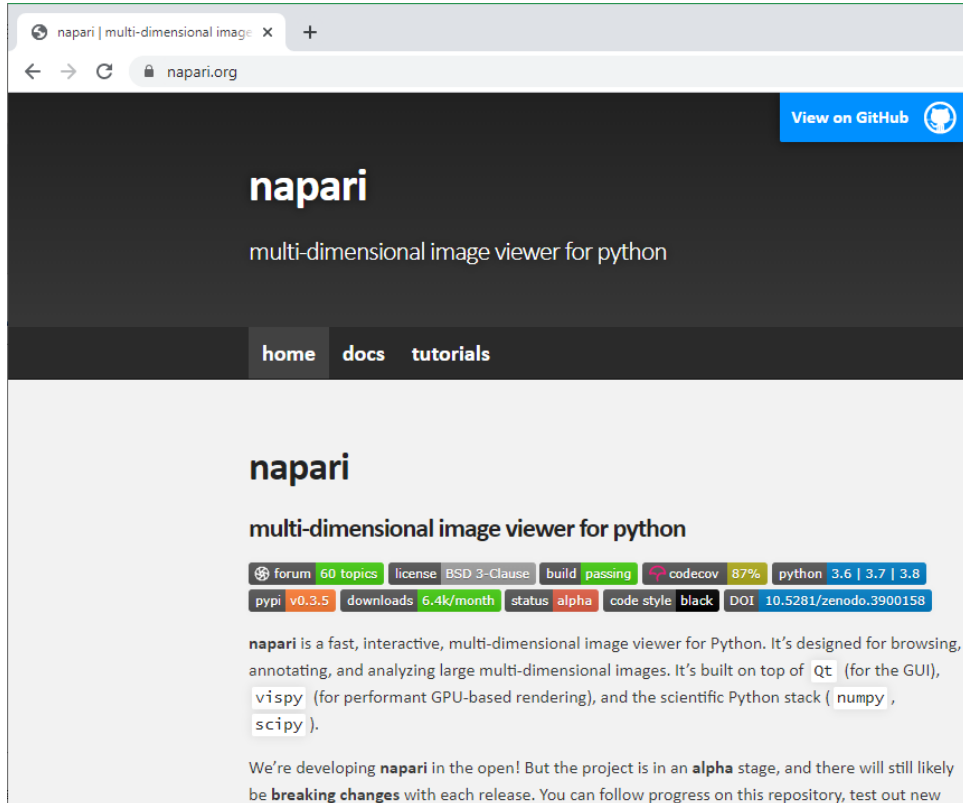 napari | multi-dimensional image
napari.org
View on GitHub
napari
multi-dimensional image viewer for python
home docs tutorials
napari
multi-dimensional image viewer for python
forum 60 topics license BSD 3-Clause build passing codecov 87% python 3.6 | 3.7 | 3.8
pypi v0.3.5 downloads 6.4k/month status alpha code style black DOI 10.5281/zenodo.3900158
napari is a fast, interactive, multi-dimensional image viewer for Python. It’s designed for browsing,
annotating, and analyzing large multi-dimensional images. It’s built on top of Qt (for the GUI),
vispy (for performant GPU-based rendering), and the scientific Python stack ( numpy ,
scipy ).
We’re developing napari in the open! But the project is in an alpha stage, and there will still likely
be breaking changes with each release. You can follow progress on this repository, test out new